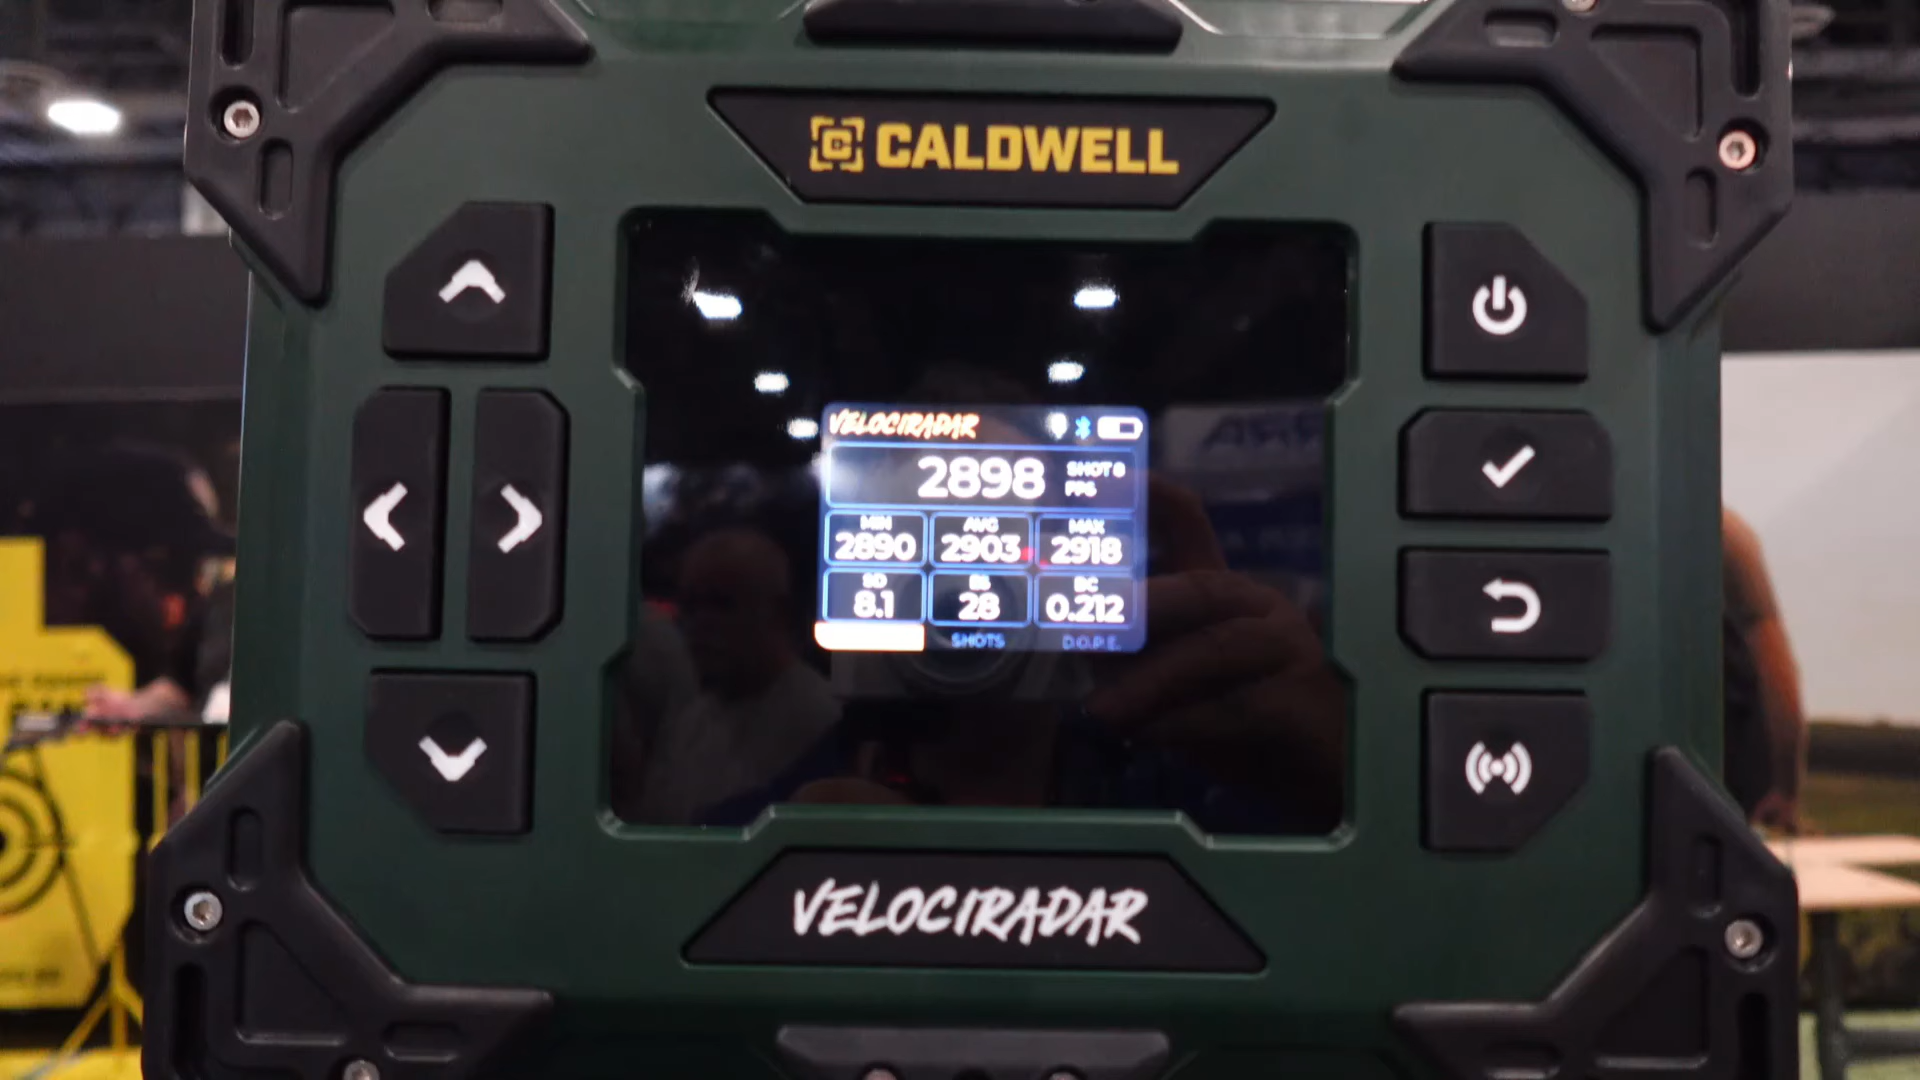 CALDWELL
VELOCIRADAR
2898 SHOT 8
FPS
MIN AVG MAX
2890 2903 2918
SD ES BC
8.1 28 0.212
SHOTS D.O.P.E.
VELOCIRADAR